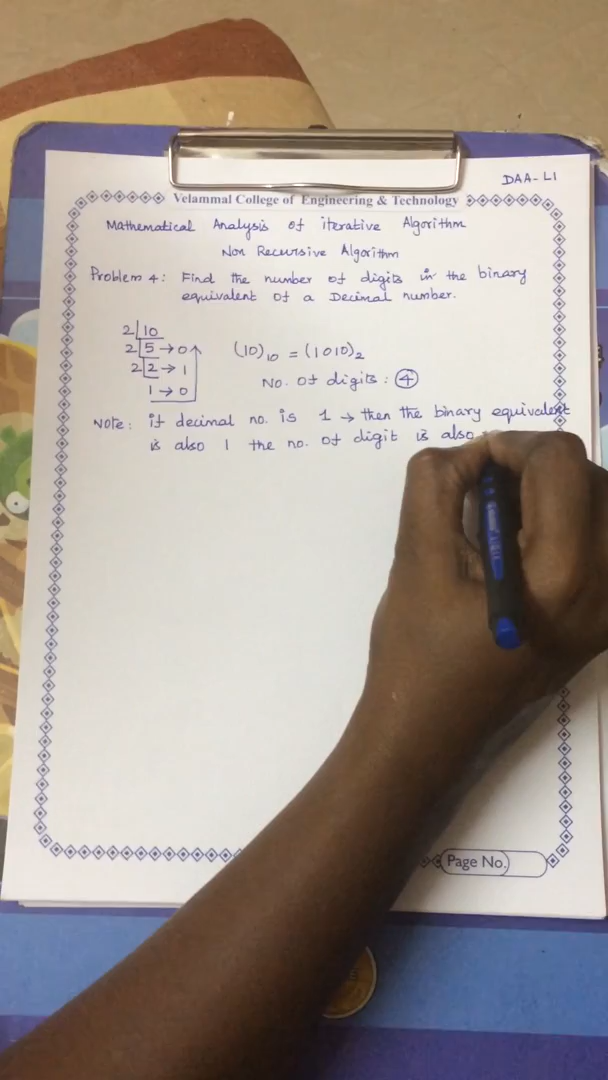 DAA-L1
Velammal College of Engineering & Technology
Mathematical Analysis of iterative Algorithm
Non Recursive Algorithm
Problem 4: Find the number of digits in the binary
equivalent of a Decimal number.
2 10
2 5 → 0
2 2 → 1
1 → 0
(10)₁₀ = (1010)₂
No. of digits: 4
Note: if decimal no. is 1 → then the binary equivalent
is also 1 the no. of digit is also
Page No.